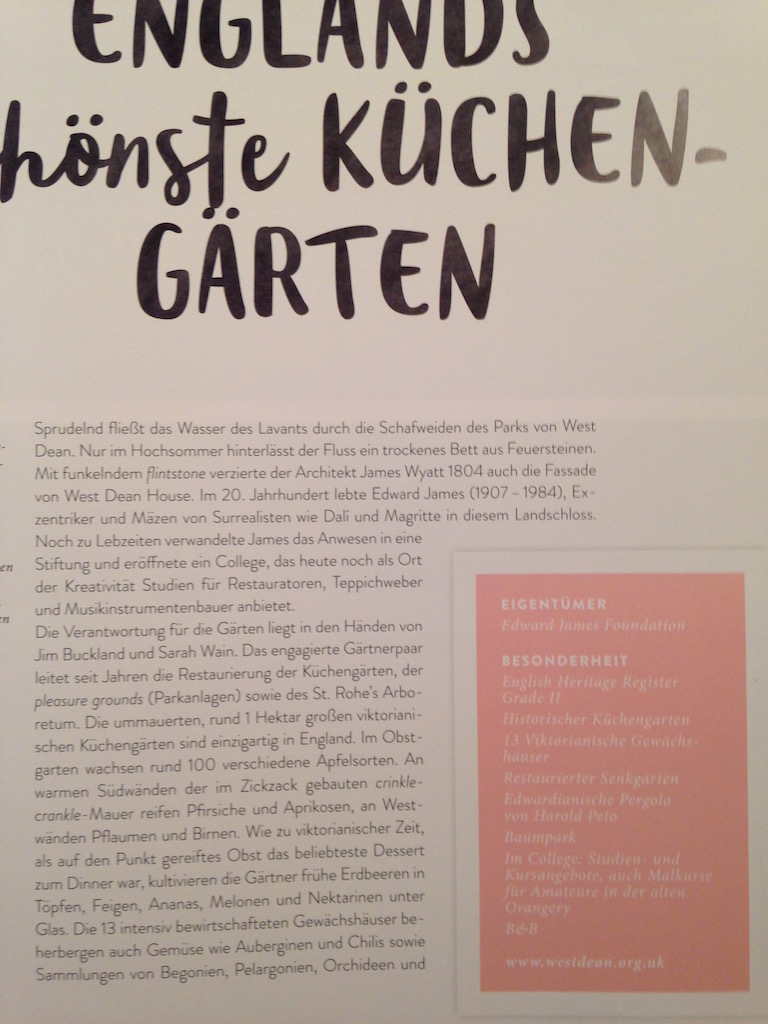 ENGLANDS
hönste KÜCHEN-
GÄRTEN
Sprudelnd fließt das Wasser des Lavants durch die Schafweiden des Parks von West
Dean. Nur im Hochsommer hinterlässt der Fluss ein trockenes Bett aus Feuersteinen.
Mit funkelndem flintstone verzierte der Architekt James Wyatt 1804 auch die Fassade
von West Dean House. Im 20. Jahrhundert lebte Edward James (1907 – 1984), Ex-
zentriker und Mäzen von Surrealisten wie Dalí und Magritte in diesem Landschloss.
Noch zu Lebzeiten verwandelte James das Anwesen in eine
Stiftung und eröffnete ein College, das heute noch als Ort
der Kreativität Studien für Restauratoren, Teppichweber
und Musikinstrumentenbauer anbietet.
Die Verantwortung für die Gärten liegt in den Händen von
Jim Buckland und Sarah Wain. Das engagierte Gärtnerpaar
leitet seit Jahren die Restaurierung der Küchengärten, der
pleasure grounds (Parkanlagen) sowie des St. Rohe's Arbo-
retum. Die ummauerten, rund 1 Hektar großen viktoriani-
schen Küchengärten sind einzigartig in England. Im Obst-
garten wachsen rund 100 verschiedene Apfelsorten. An
warmen Südwänden der im Zickzack gebauten crinkle-
crankle-Mauer reifen Pfirsiche und Aprikosen, an West-
wänden Pflaumen und Birnen. Wie zu viktorianischer Zeit,
als auf den Punkt gereiftes Obst das beliebteste Dessert
zum Dinner war, kultivieren die Gärtner frühe Erdbeeren in
Töpfen, Feigen, Ananas, Melonen und Nektarinen unter
Glas. Die 13 intensiv bewirtschafteten Gewächshäuser be-
herbergen auch Gemüse wie Auberginen und Chilis sowie
Sammlungen von Begonien, Pelargonien, Orchideen und
en
en
EIGENTÜMER
Edward James Foundation
BESONDERHEIT
English Heritage Register
Grade II
Historischer Küchengarten
13 Viktorianische Gewächs-
häuser
Restaurierter Senkgarten
Edwardianische Pergola
von Harold Peto
Baumpark
Im College: Studien- und
Kursangebote, auch Malkurse
für Amateure in der alten
Orangery
B&B
www.westdean.org.uk